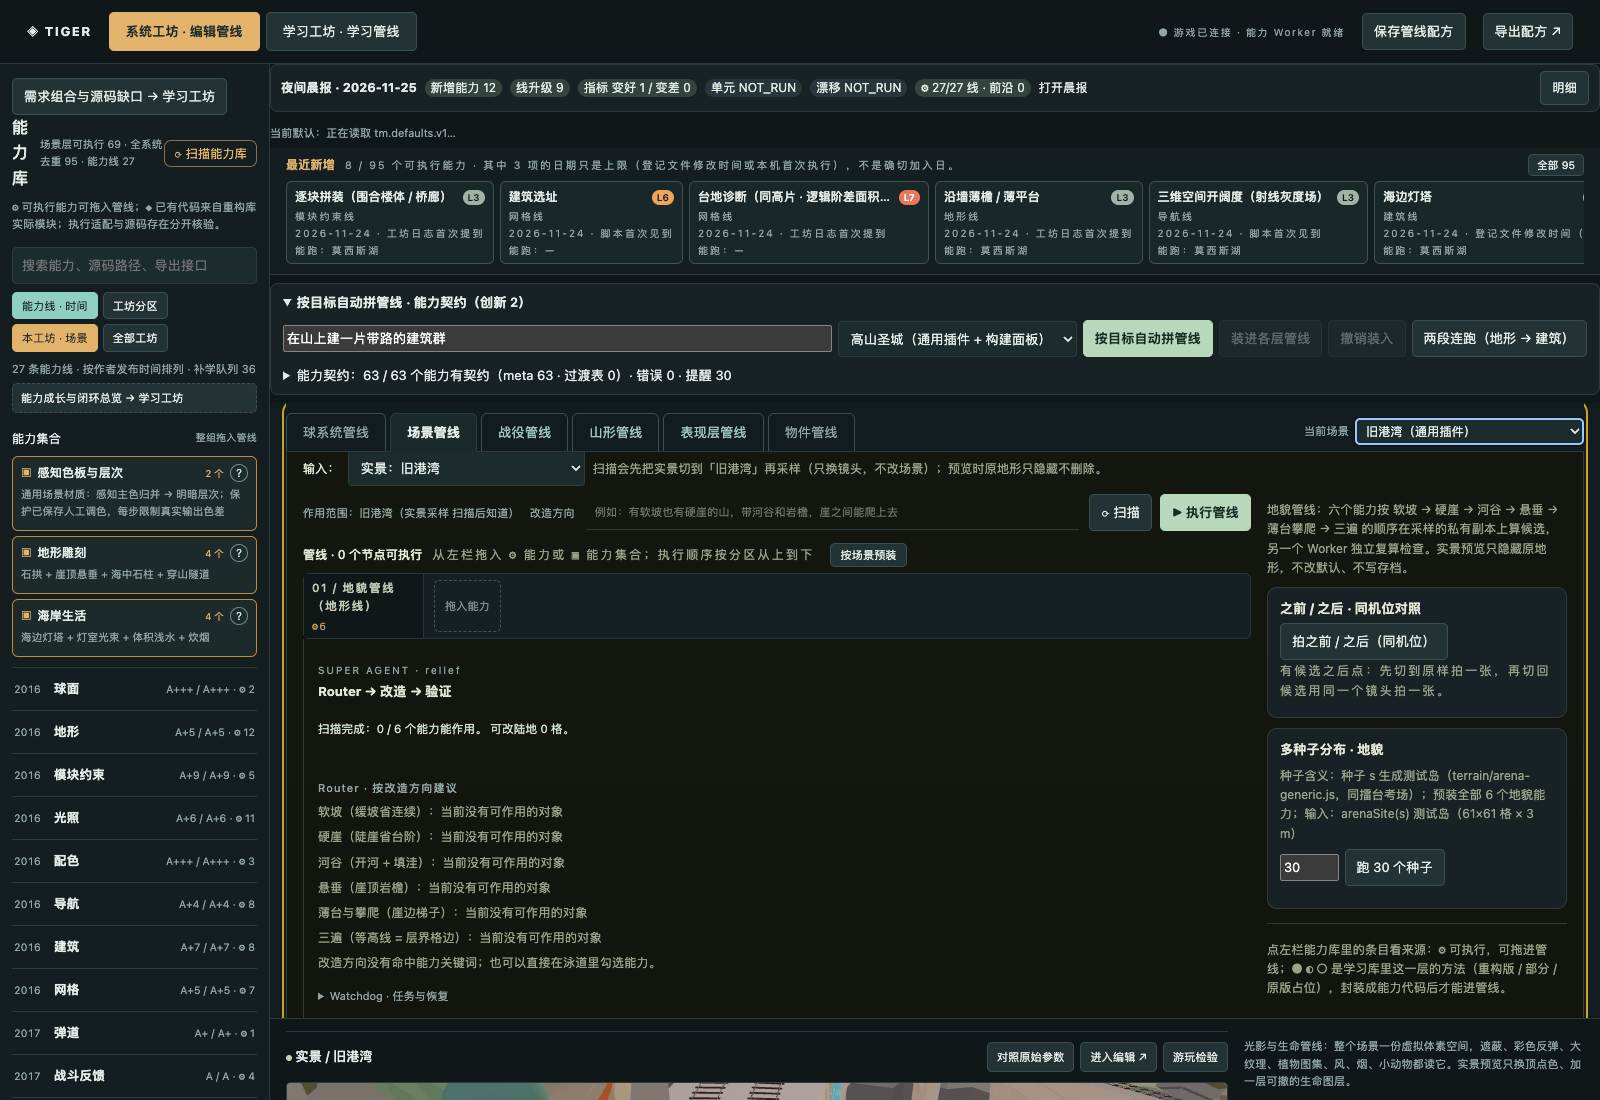 ◈ TIGER
系统工坊 · 编辑管线
学习工坊 · 学习管线
游戏已连接 · 能力 Worker 就绪
保存管线配方
导出配方 ↗
需求组合与源码缺口 → 学习工坊
能力库
场景层可执行 69 · 全系统去重 95 · 能力线 27
⟳ 扫描能力库
⚙ 可执行能力可拖入管线；◆ 已有代码来自重构库实际模块；执行适配与源码存在分开核验。
搜索能力、源码路径、导出接口
能力线 · 时间
工坊分区
本工坊 · 场景
全部工坊
27 条能力线 · 按作者发布时间排列 · 补学队列 36
能力成长与闭环总览 → 学习工坊
能力集合
整组拖入管线
▣ 感知色板与层次 2 个 ?
通用场景材质：感知主色归并 → 明暗层次；保护已保存人工调色，每步限制真实输出色差
▣ 地形雕刻 4 个 ?
石拱 + 崖顶悬垂 + 海中石柱 + 穿山隧道
▣ 海岸生活 4 个 ?
海边灯塔 + 灯室光束 + 体积浅水 + 炊烟
2016 球面 A+++ / A+++ · ⚙ 2
2016 地形 A+5 / A+5 · ⚙ 12
2016 模块约束 A+9 / A+9 · ⚙ 5
2016 光照 A+6 / A+6 · ⚙ 11
2016 配色 A+++ / A+++ · ⚙ 3
2016 导航 A+4 / A+4 · ⚙ 8
2016 建筑 A+7 / A+7 · ⚙ 8
2016 网格 A+5 / A+5 · ⚙ 7
2017 弹道 A+ / A+ · ⚙ 1
2017 战斗反馈 A / A · ⚙ 4
夜间晨报 · 2026-11-25
新增能力 12
线升级 9
指标 变好 1 / 变差 0
单元 NOT_RUN
漂移 NOT_RUN
⚙ 27/27 线 · 前沿 0
打开晨报
明细
当前默认：正在读取 tm.defaults.v1…
最近新增 8 / 95 个可执行能力 · 其中 3 项的日期只是上限（登记文件修改时间或本机首次执行），不是确切加入日。
全部 95
逐块拼装（围合楼体 / 桥廊） L3
模块约束线
2026-11-24 · 工坊日志首次提到
能跑：莫西斯湖
建筑选址 L6
网格线
2026-11-24 · 脚本首次见到
能跑：—
台地诊断（同高片 · 逻辑阶差面积… L7
网格线
2026-11-24 · 工坊日志首次提到
能跑：—
沿墙薄檐 / 薄平台 L3
地形线
2026-11-24 · 工坊日志首次提到
能跑：莫西斯湖
三维空间开阔度（射线灰度场） L3
导航线
2026-11-24 · 脚本首次见到
能跑：莫西斯湖
海边灯塔
建筑线
2026-11-24 · 登记文件修改时间（
能跑：莫西斯湖
▼ 按目标自动拼管线 · 能力契约（创新 2）
在山上建一片带路的建筑群
高山圣城（通用插件 + 构建面板）
按目标自动拼管线
装进各层管线
撤销装入
两段连跑（地形 → 建筑）
▶ 能力契约：63 / 63 个能力有契约（meta 63 · 过渡表 0）· 错误 0 · 提醒 30
球系统管线
场景管线
战役管线
山形管线
表现层管线
物件管线
当前场景
旧港湾（通用插件）
输入：
实景：旧港湾
扫描会先把实景切到「旧港湾」再采样（只换镜头，不改场景）；预览时原地形只隐藏不删除。
作用范围：旧港湾（实景采样 扫描后知道）
改造方向
例如：有软坡也有硬崖的山，带河谷和岩檐，崖之间能爬上去
⟳ 扫描
▶ 执行管线
管线 · 0 个节点可执行 从左栏拖入 ⚙ 能力或 ▣ 能力集合；执行顺序按分区从上到下
按场景预装
01 / 地貌管线（地形线）
⚙6
拖入能力
SUPER AGENT · relief
Router → 改造 → 验证
扫描完成：0 / 6 个能力能作用。 可改陆地 0 格。
Router · 按改造方向建议
软坡（缓坡省连续）：当前没有可作用的对象
硬崖（陡崖省台阶）：当前没有可作用的对象
河谷（开河 + 填洼）：当前没有可作用的对象
悬垂（崖顶岩檐）：当前没有可作用的对象
薄台与攀爬（崖边梯子）：当前没有可作用的对象
三遍（等高线 = 层界格边）：当前没有可作用的对象
改造方向没有命中能力关键词；也可以直接在泳道里勾选能力。
▶ Watchdog · 任务与恢复
地貌管线：六个能力按 软坡 → 硬崖 → 河谷 → 悬垂 → 薄台攀爬 → 三遍 的顺序在采样的私有副本上算候选，另一个 Worker 独立复算检查。实景预览只隐藏原地形，不改默认、不写存档。
之前 / 之后 · 同机位对照
拍之前 / 之后（同机位）
有候选之后点：先切到原样拍一张，再切回候选用同一个镜头拍一张。
多种子分布 · 地貌
种子含义：种子 s 生成测试岛（terrain/arena-generic.js，同擂台考场）；预装全部 6 个地貌能力；输入：arenaSite(s) 测试岛（61×61 格 × 3 m）
30
跑 30 个种子
点左栏能力库里的条目看来源：⚙ 可执行，可拖进管线；● ◐ ○ 是学习库里这一层的方法（重构版 / 部分 / 原版占位），封装成能力代码后才能进管线。
● 实景 / 旧港湾
对照原始参数
进入编辑 ↗
游玩检验
光影与生命管线：整个场景一份虚拟体素空间，遮蔽、彩色反弹、大纹理、植物图集、风、烟、小动物都读它。实景预览只换顶点色、加一层可撤的生命图层。